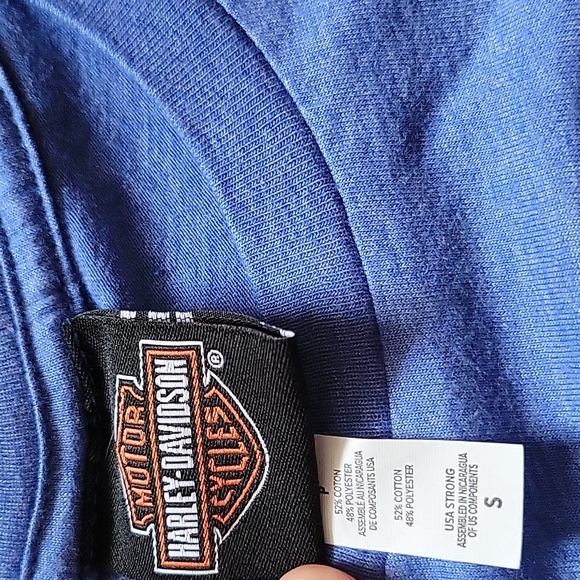 MOTOR
HARLEY-DAVIDSON
CYCLES
®
P
52% COTTON
48% POLYESTER
ASSEMBLÉ AU NICARAGUA
DE COMPOSANTS USA
52% COTTON
48% POLYESTER
USA STRONG
ASSEMBLED IN NICARAGUA
OF US COMPONENTS
S